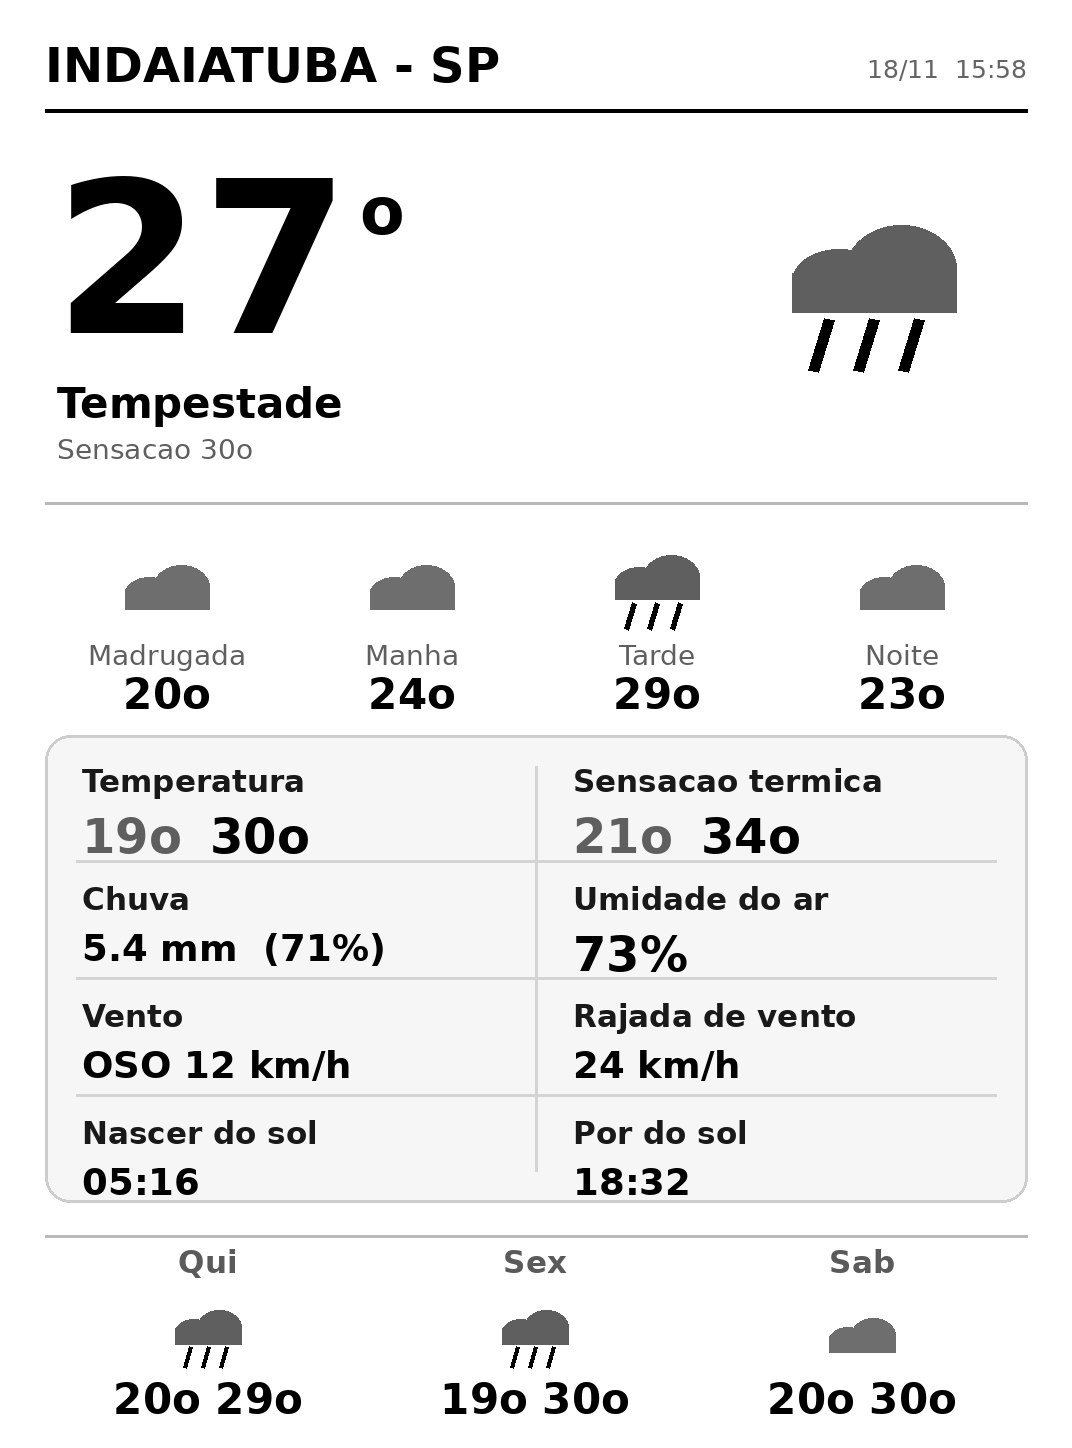 INDAIATUBA - SP 18/11 15:58
27o
Tempestade
Sensacao 30o
Madrugada Manha Tarde Noite
20o 24o 29o 23o
Temperatura Sensacao termica
19o 30o 21o 34o
Chuva Umidade do ar
5.4 mm (71%) 73%
Vento Rajada de vento
OSO 12 km/h 24 km/h
Nascer do sol Por do sol
05:16 18:32
Qui Sex Sab
20o 29o 19o 30o 20o 30o